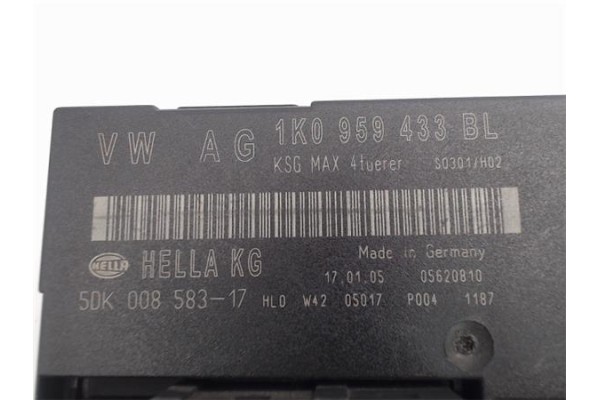 VW AG 1K0 959 433 BL
KSG MAX 4tuerer S0301/H02
HELLA HELLA KG Made in Germany
17.01.05 05620810
5DK 008 583-17 HLO W42 05017 P004 1187